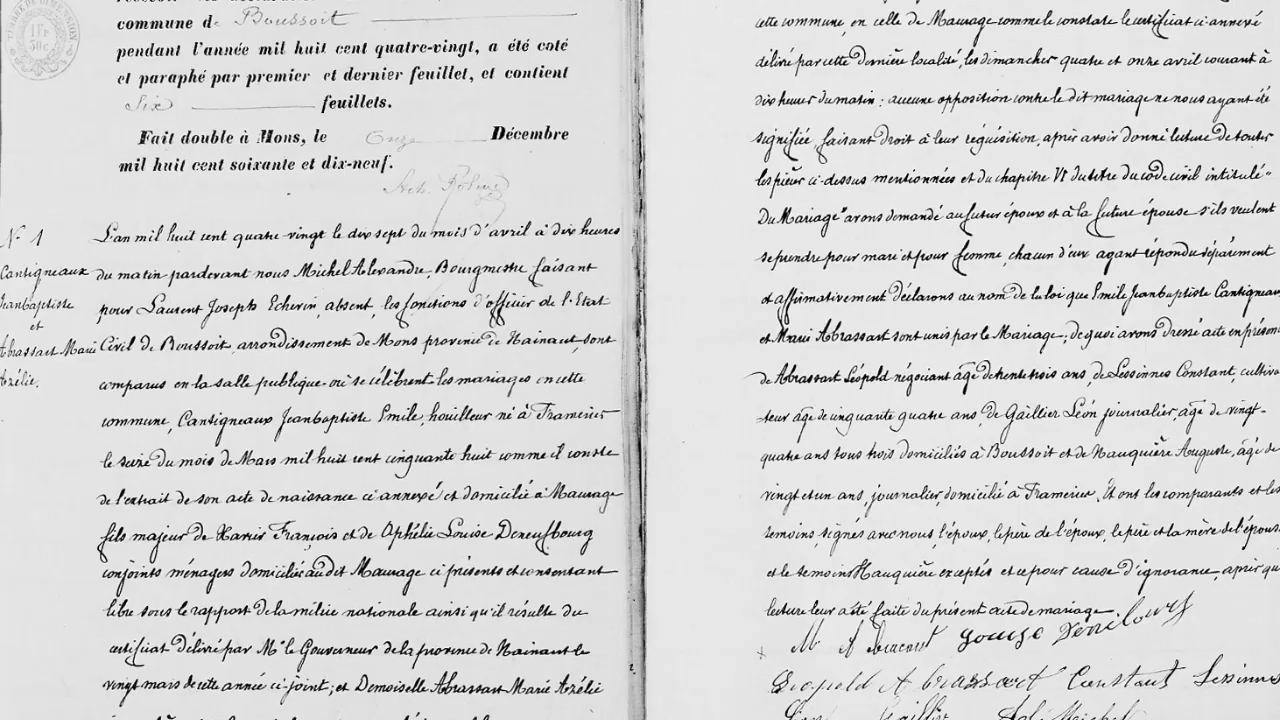 commune de Boussoit
pendant l'année mil huit cent quatre-vingt, a été coté
et paraphé par premier et dernier feuillet, et contient
Six feuillets.
Fait double à Mons, le Onze Décembre
mil huit cent soixante et dix-neuf.
N° 1
Cantigneaux
Jeanbaptiste
et
Abrassart Marie
Azélie.
L'an mil huit cent quatre vingt le dix sept du mois d'avril à dix heures
du matin pardevant nous Michel Alexandre, Bourgmestre faisant
pour Laurent Joseph Echevin, absent, les fonctions d'officier de l'Etat
Civil de Boussoit, arrondissement de Mons province de Hainaut, sont
comparus en la salle publique où se célèbrent les mariages en cette
commune, Cantigneaux Jeanbaptiste Emile, houilleur né à Frameries
le seize du mois de Mars mil huit cent cinquante huit comme il conste
de l'extrait de son acte de naissance ci annexé et domicilié à Maurage
fils majeur de Xavier François et de Ophélie Louise Deneufbourg
conjoints ménagers domiciliés au dit Maurage ci présents et consentant
libre sous le rapport de la milice nationale ainsi qu'il résulte du
certificat délivré par Mr le Gouverneur de la province de Hainaut le
vingt mars de cette année ci-joint; et Demoiselle Abrassart Marie Azélie
cette commune, en celle de Maurage comme le constate le certificat ci-annexé
délivré par cette dernière localité, les dimanches quatre et onze avril courant à
dix heures du matin : aucune opposition contre le dit mariage ne nous ayant été
signifiée, faisant droit à leur réquisition, après avoir donné lecture de toutes
les pièces ci-dessus mentionnées et du chapitre VI du titre du code civil intitulé "
Du Mariage" avons demandé au futur époux et à la future épouse s'ils veulent
se prendre pour mari et pour femme, chacun d'eux ayant répondu séparément
et affirmativement déclarons au nom de la loi que Emile Jeanbaptiste Cantigneaux
et Marie Abrassart sont unis par le Mariage; de quoi avons dressé acte en présence
de Abrassart Léopold négociant âgé de trente trois ans, de Lessinnes Constant, cultiva
teur âgé de cinquante quatre ans, de Gaillier Léon journalier, âgé de vingt-
quatre ans tous trois domiciliés à Boussoit et de Hauquière Auguste, âgé de
vingt et un ans, journalier, domicilié à Frameries. Et ont les comparants et les
temoins, signés avec nous, l'époux, le père de l'époux, le père et la mère de l'épouse
et le temoins Hauquière exceptés et ce pour cause d'ignorance, après que
lecture leur a été faite du présent acte de mariage.
M Abracart Louise
Léopold Abrassart Constant Lessinnes
Gaillier